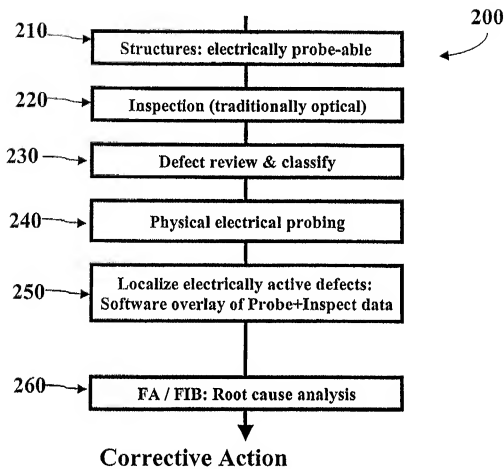 200
210
Structures: electrically probe-able
220
Inspection (traditionally optical)
230
Defect review & classify
240
Physical electrical probing
250
Localize electrically active defects:
Software overlay of Probe+Inspect data
260
FA / FIB: Root cause analysis
Corrective Action